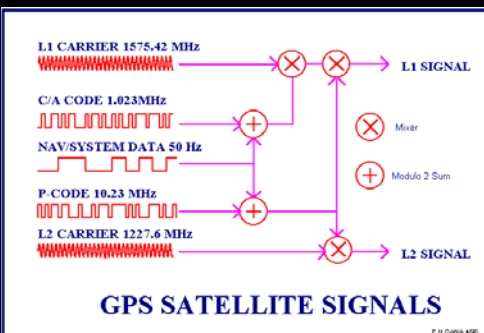 L1 CARRIER 1575.42 MHz
L1 SIGNAL
C/A CODE 1.023MHz
Mixer
NAV/SYSTEM DATA 50 Hz
Modulo 2 Sum
P-CODE 10.23 MHz
L2 CARRIER 1227.6 MHz
L2 SIGNAL
GPS SATELLITE SIGNALS